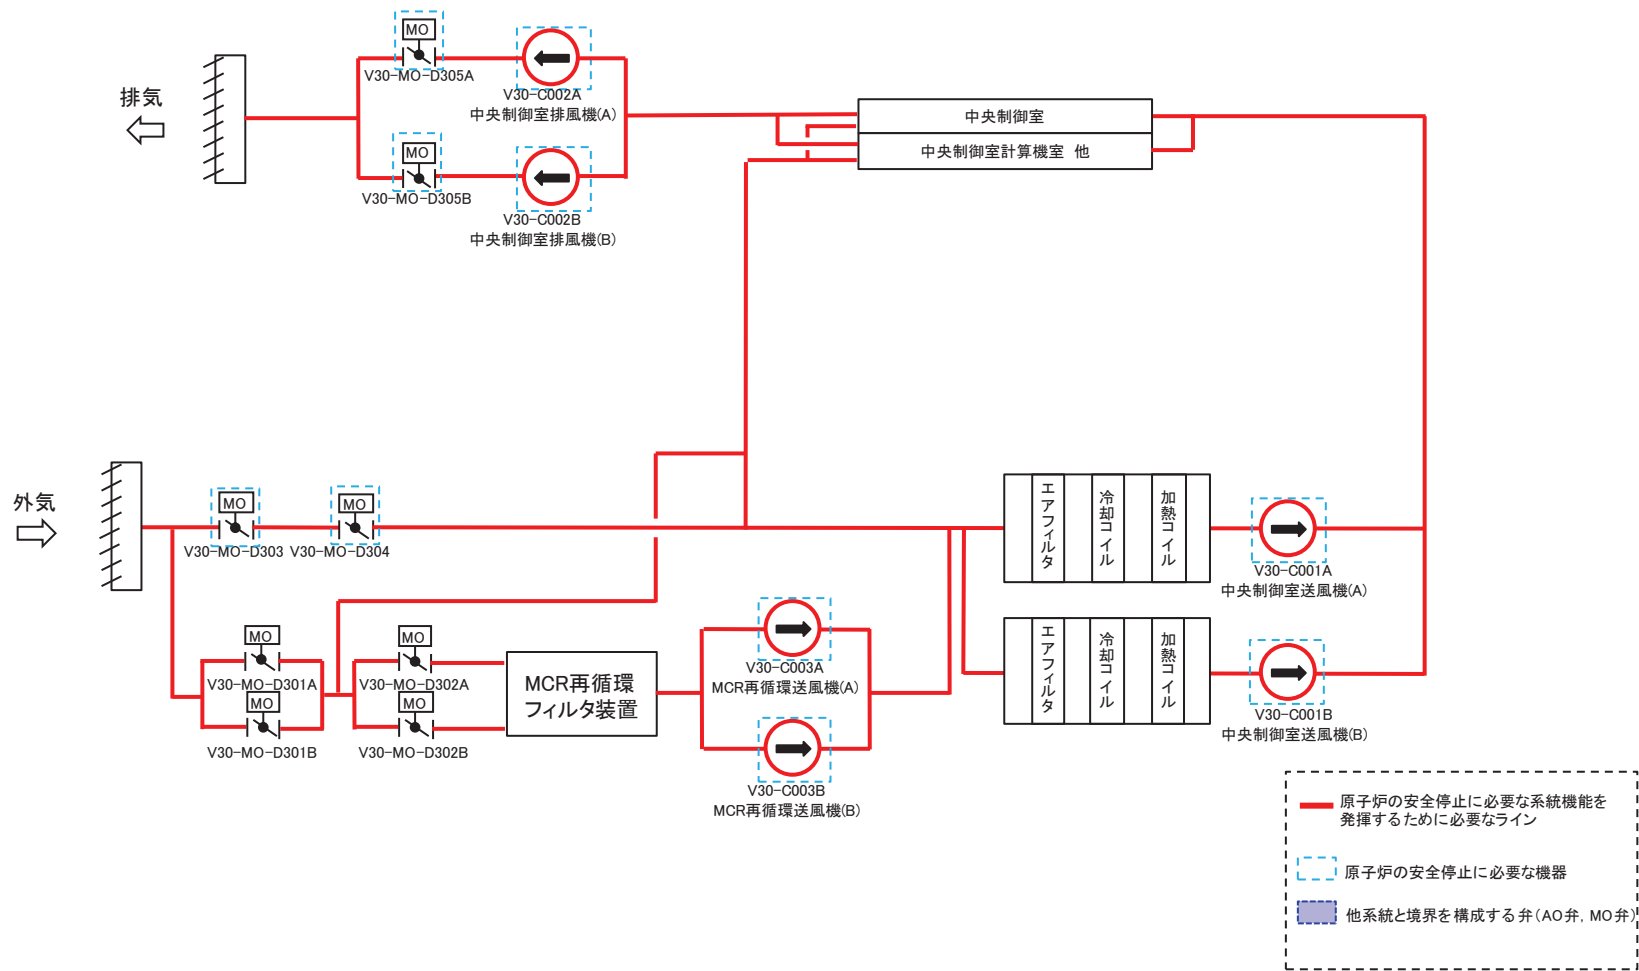 MO
V30-MO-D305A
V30-C002A
中央制御室排風機(A)
排気
中央制御室
中央制御室計算機室 他
MO
V30-MO-D305B
V30-C002B
中央制御室排風機(B)
外気
MO
V30-MO-D303
MO
V30-MO-D304
エアフィルタ
冷却コイル
加熱コイル
V30-C001A
中央制御室送風機(A)
MO
V30-MO-D301A
MO
V30-MO-D301B
MO
V30-MO-D302A
MO
V30-MO-D302B
MCR再循環
フィルタ装置
V30-C003A
MCR再循環送風機(A)
V30-C003B
MCR再循環送風機(B)
エアフィルタ
冷却コイル
加熱コイル
V30-C001B
中央制御室送風機(B)
原子炉の安全停止に必要な系統機能を
発揮するために必要なライン
原子炉の安全停止に必要な機器
他系統と境界を構成する弁(AO弁, MO弁)